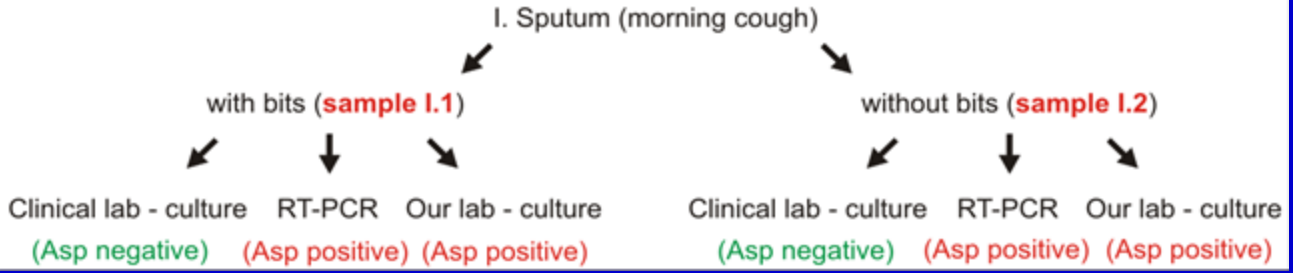 I. Sputum (morning cough)
with bits (sample I.1)
without bits (sample I.2)
Clinical lab - culture RT-PCR Our lab - culture
Clinical lab - culture RT-PCR Our lab - culture
(Asp negative) (Asp positive) (Asp positive)
(Asp negative) (Asp positive) (Asp positive)